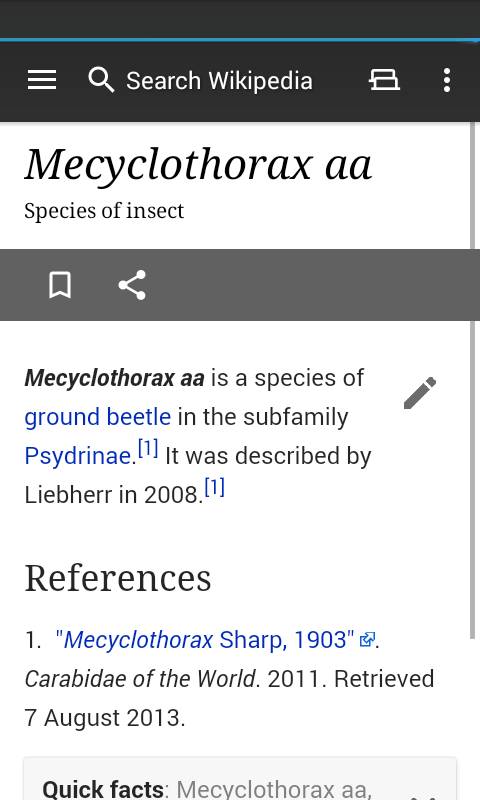 Search Wikipedia
Mecyclothorax aa
Species of insect
Mecyclothorax aa is a species of
ground beetle in the subfamily
Psydrinae.[1] It was described by
Liebherr in 2008.[1]
References
1. "Mecyclothorax Sharp, 1903".
Carabidae of the World. 2011. Retrieved
7 August 2013.
Quick facts: Mecyclothorax aa,